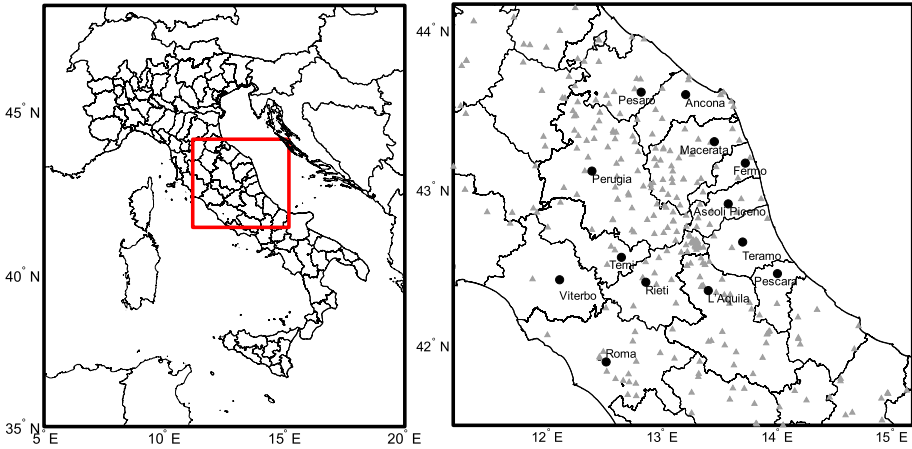 45° N
40° N
35° N
5° E
10° E
15° E
20° E
44° N
43° N
42° N
12° E
13° E
14° E
15° E
Pesaro
Ancona
Macerata
Fermo
Perugia
Ascoli Piceno
Teramo
Terni
Pescara
Rieti
L'Aquila
Viterbo
Roma